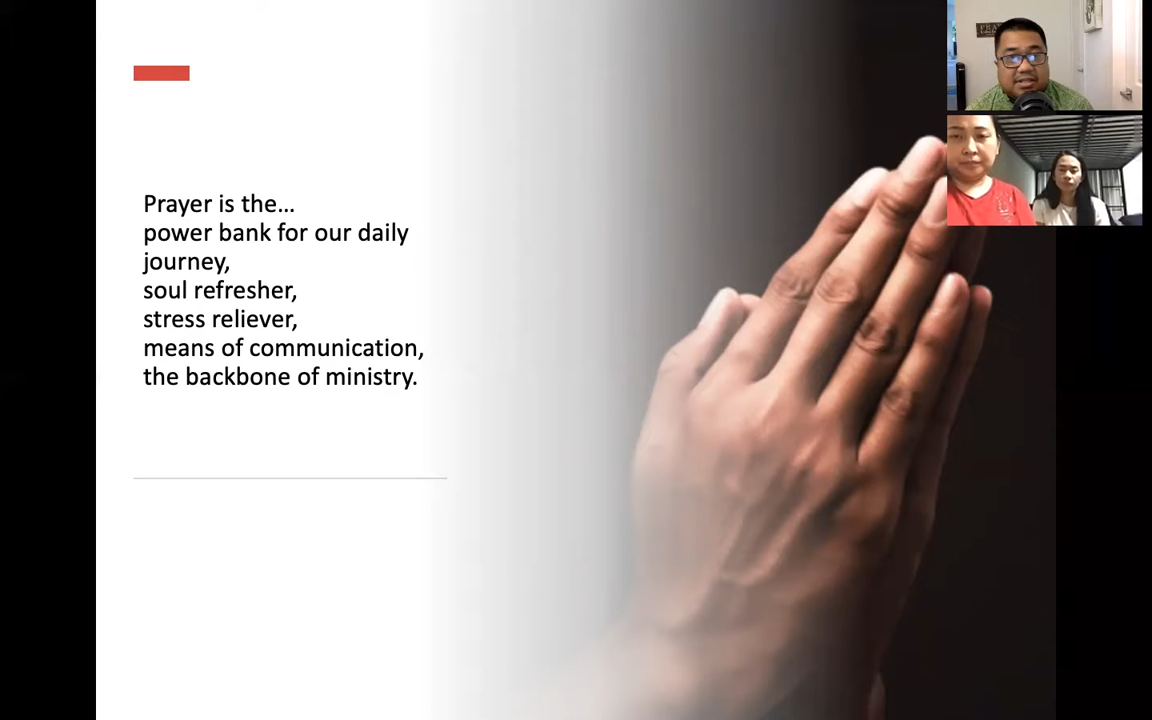 Prayer is the...
power bank for our daily
journey,
soul refresher,
stress reliever,
means of communication,
the backbone of ministry.